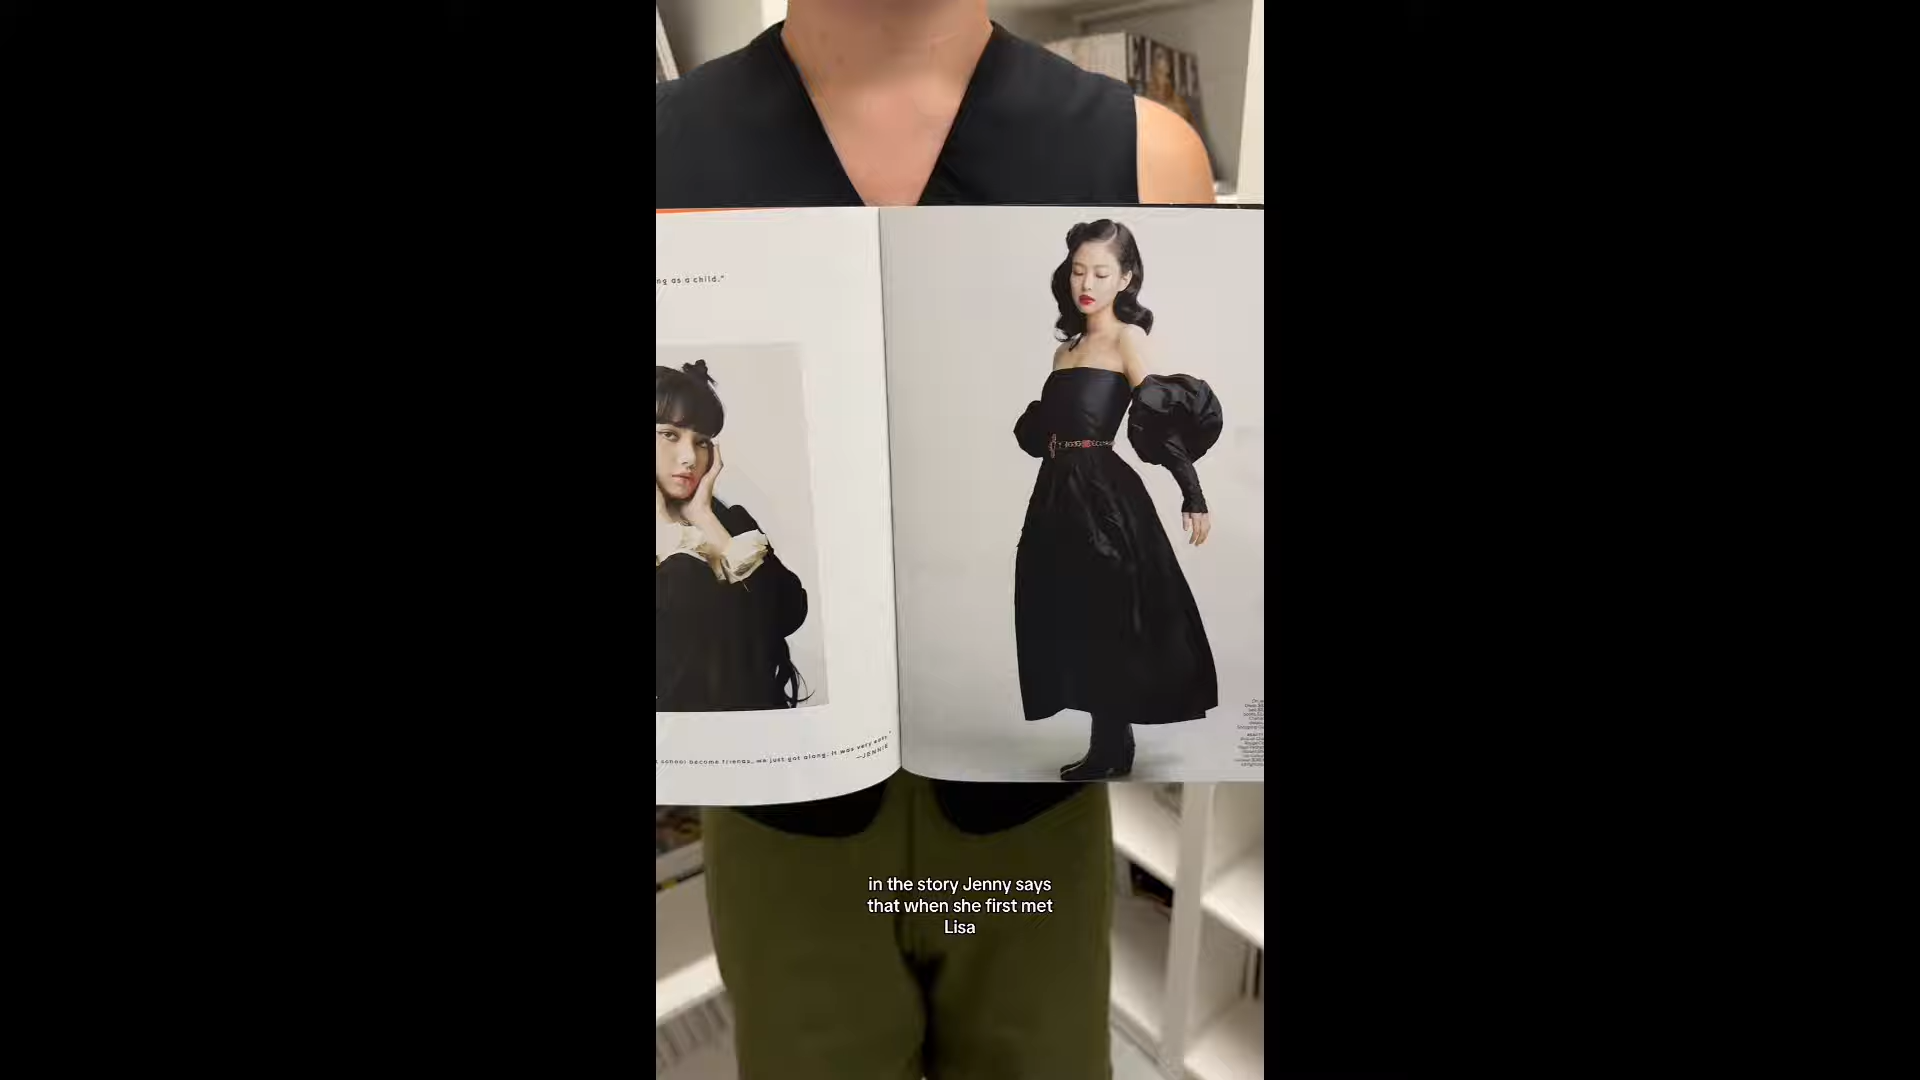 ELLE
ng as a child."
school become friends, we just got along. It was very easy."
—JENNIE
in the story Jenny says
that when she first met
Lisa